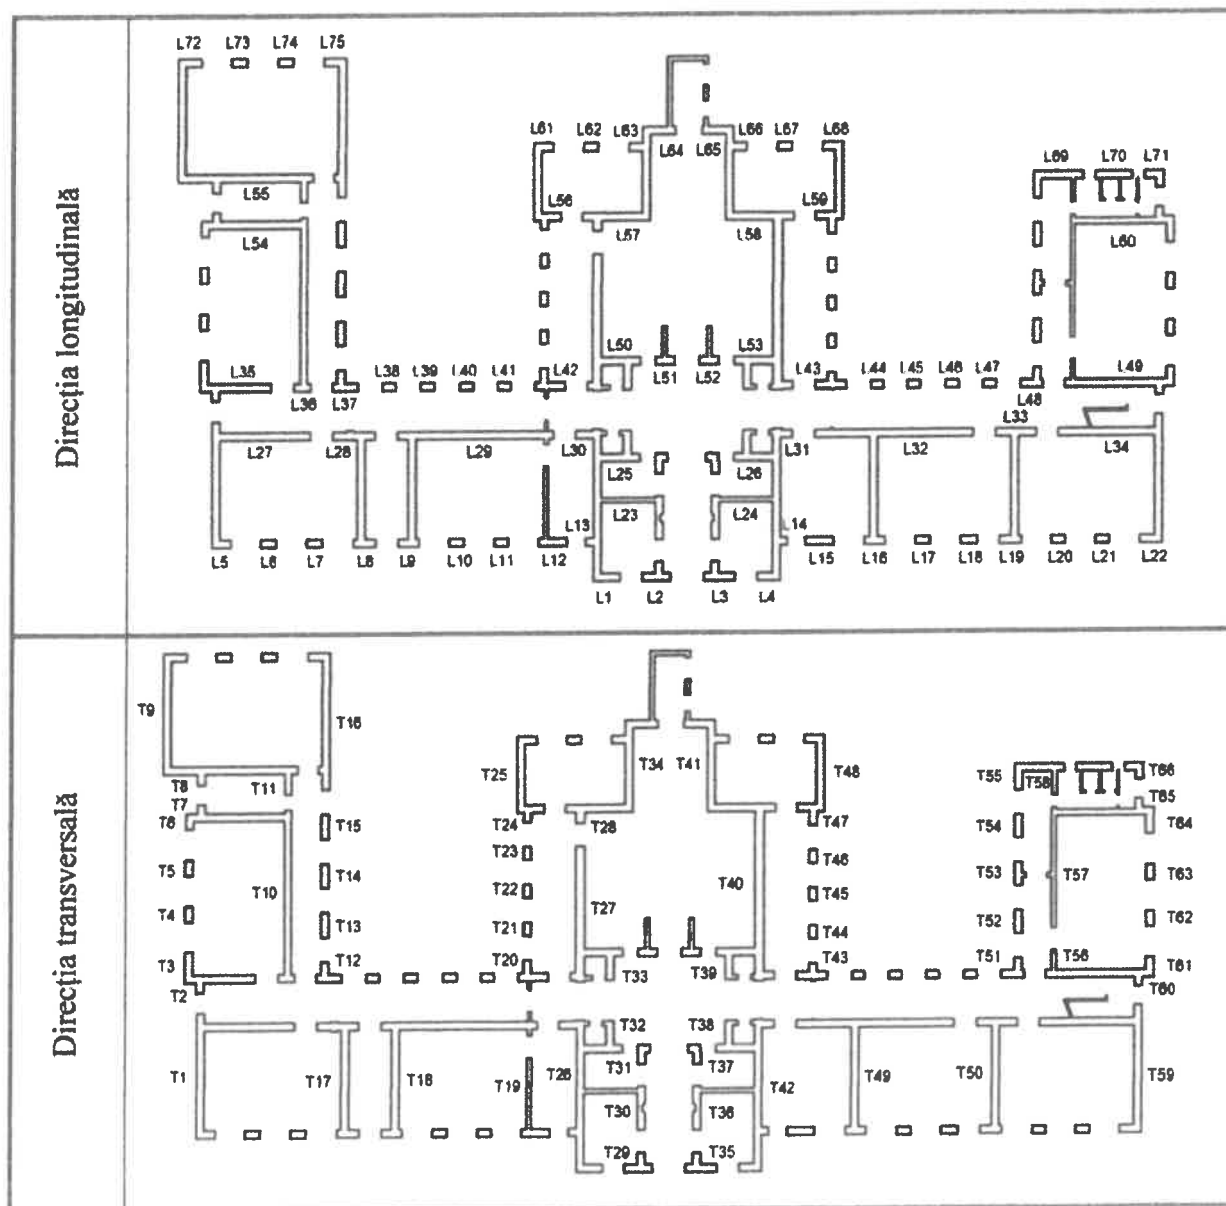 Direcția longitudinală
L72 L73 L74 L75
L61 L62 L63 L64 L65 L66 L67 L68
L69 L70 L71
L55 L56 L57 L58 L59 L60
L54
L50 L51 L52 L53
L35 L36 L37 L38 L39 L40 L41 L42 L43 L44 L45 L46 L47 L48 L49
L27 L28 L29 L30 L31 L32 L33 L34
L25 L26
L23 L24
L13 L14
L5 L6 L7 L8 L9 L10 L11 L12 L15 L16 L17 L18 L19 L20 L21 L22
L1 L2 L3 L4
Direcția transversală
T9 T16 T34 T41
T25 T48
T8 T11 T55 T58 T66
T7 T65
T6 T15 T24 T28 T47 T54 T64
T5 T14 T23 T46 T53 T57 T63
T10 T22 T40 T45
T4 T13 T27 T21 T44 T52 T62
T3 T12 T20 T33 T39 T43 T51 T56 T61
T2 T60
T32 T38
T31 T37
T1 T17 T18 T19 T26 T42 T49 T50 T59
T30 T36
T29 T35